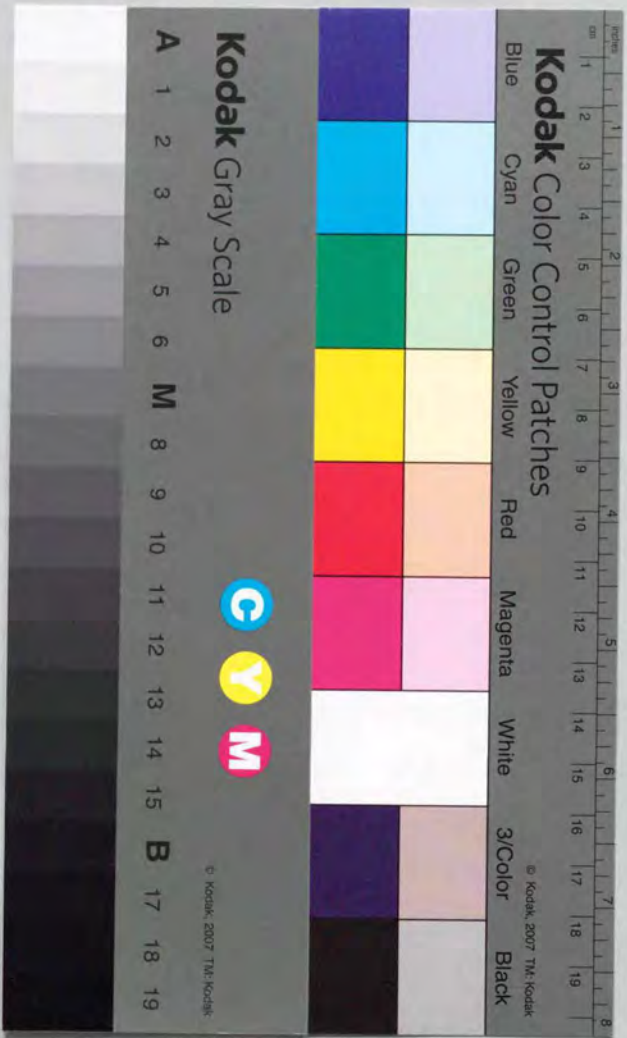 inches
1 2 3 4 5 6 7 8
cm
1 2 3 4 5 6 7 8 9 10 11 12 13 14 15 16 17 18 19
Kodak Color Control Patches
© Kodak, 2007 TM: Kodak
Blue Cyan Green Yellow Red Magenta White 3/Color Black
Kodak Gray Scale
C Y M
© Kodak, 2007 TM: Kodak
A 1 2 3 4 5 6 M 8 9 10 11 12 13 14 15 B 17 18 19